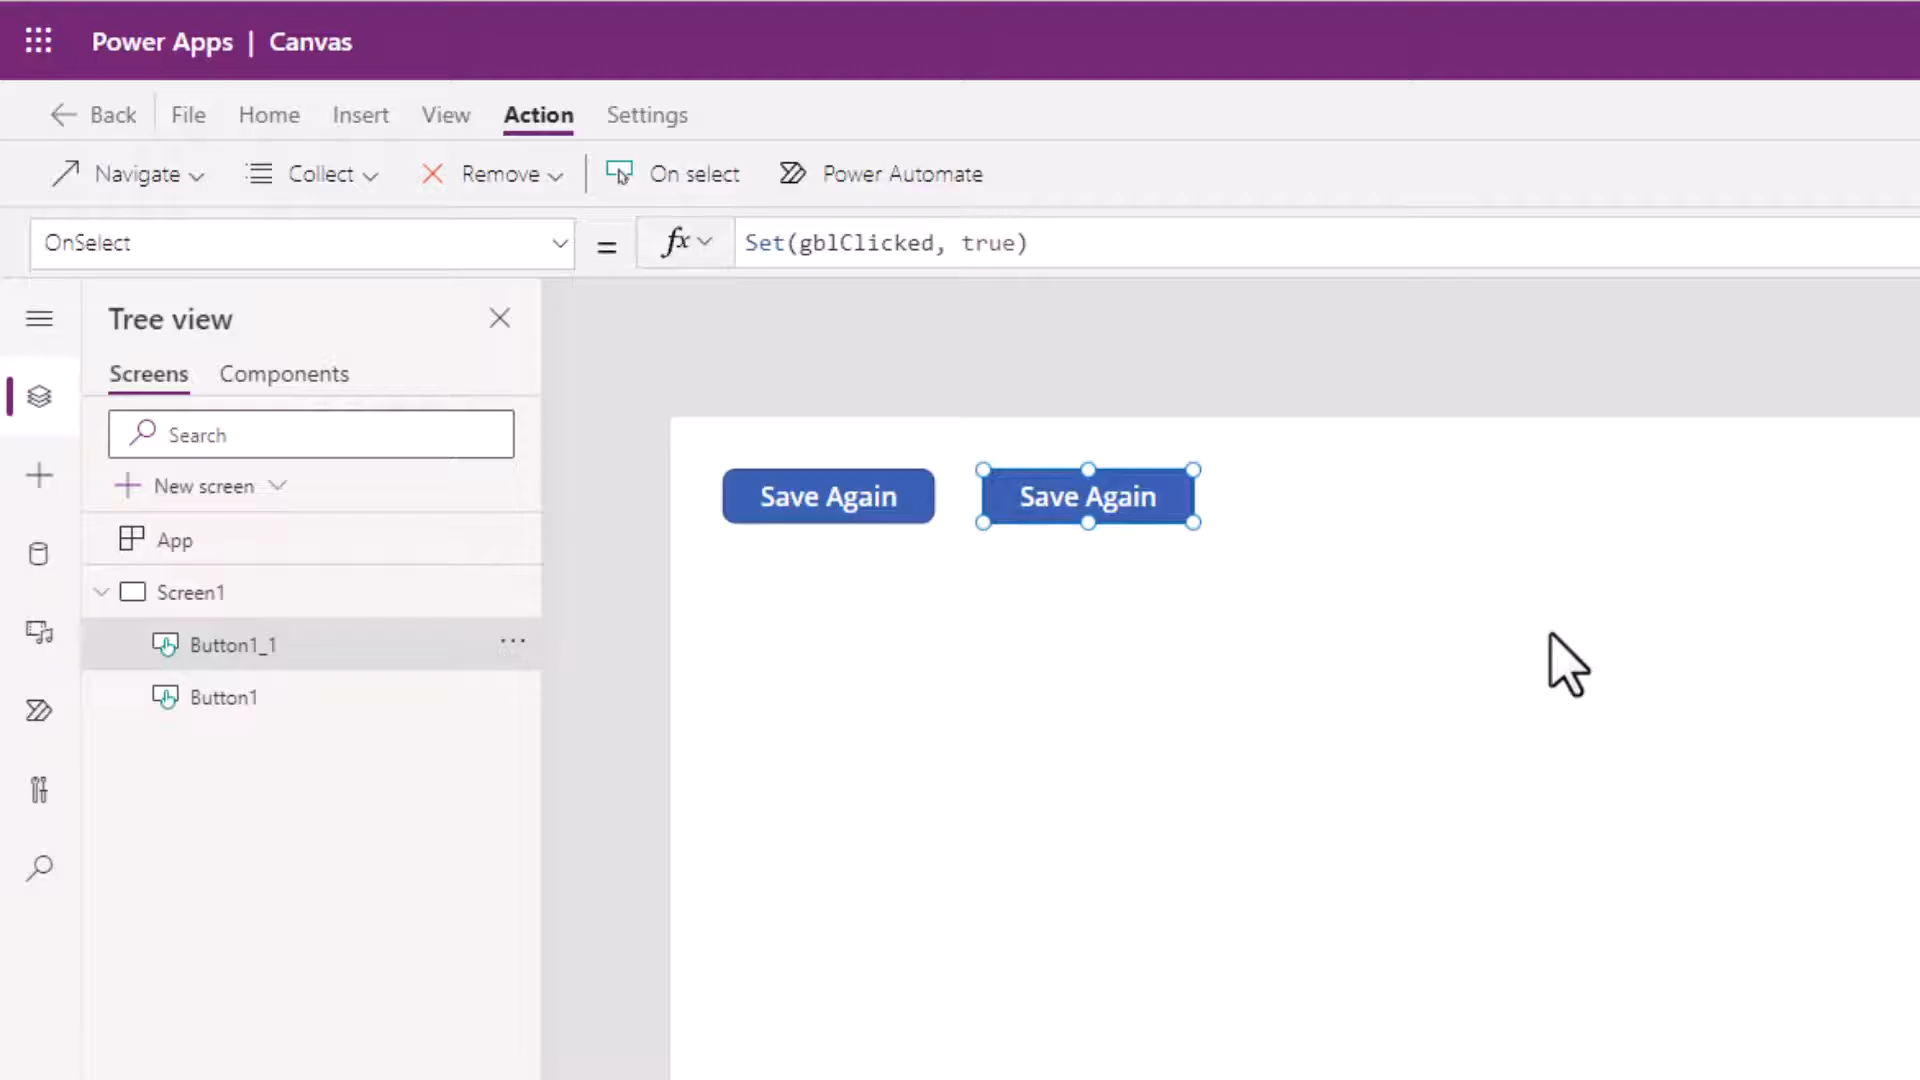 Power Apps | Canvas
Back File Home Insert View Action Settings
Navigate Collect Remove On select Power Automate
OnSelect = fx Set(gblClicked, true)
Tree view
Screens Components
Search
New screen
App
Screen1
Button1_1 ...
Button1
Save Again Save Again